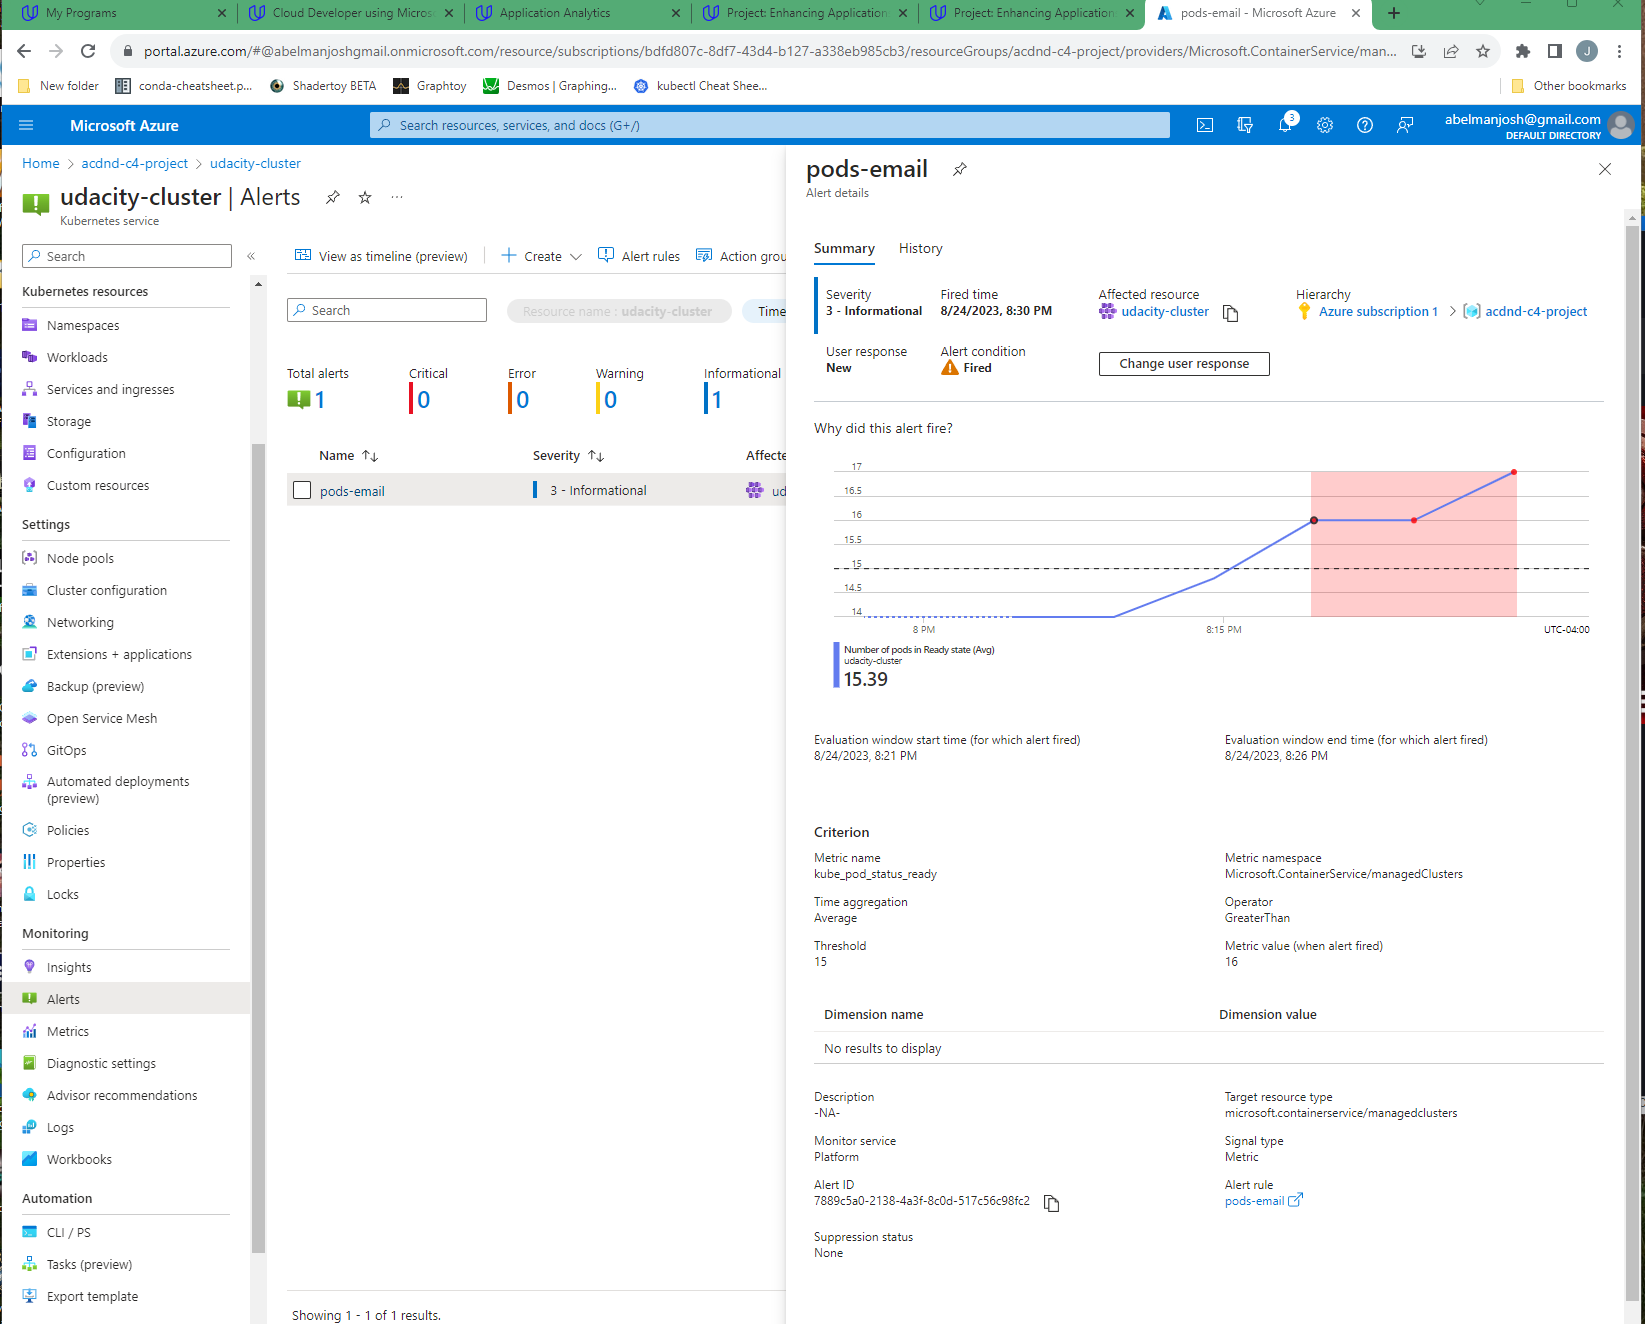 My Programs
Cloud Developer using Micros
Application Analytics
Project: Enhancing Application
Project: Enhancing Application
pods-email - Microsoft Azure
portal.azure.com/#@abelmanjoshgmail.onmicrosoft.com/resource/subscriptions/bdfd807c-8df7-43d4-b127-a338eb985cb3/resourceGroups/acdnd-c4-project/providers/Microsoft.ContainerService/man...
J
New folder
conda-cheatsheet.p...
Shadertoy BETA
Graphtoy
Desmos | Graphing...
kubectl Cheat Shee...
Other bookmarks
Microsoft Azure
Search resources, services, and docs (G+/)
3
abelmanjosh@gmail.com
DEFAULT DIRECTORY
Home > acdnd-c4-project > udacity-cluster
udacity-cluster | Alerts
Kubernetes service
Search
Kubernetes resources
Namespaces
Workloads
Services and ingresses
Storage
Configuration
Custom resources
Settings
Node pools
Cluster configuration
Networking
Extensions + applications
Backup (preview)
Open Service Mesh
GitOps
Automated deployments
(preview)
Policies
Properties
Locks
Monitoring
Insights
Alerts
Metrics
Diagnostic settings
Advisor recommendations
Logs
Workbooks
Automation
CLI / PS
Tasks (preview)
Export template
View as timeline (preview)
Create
Alert rules
Action grou
Search
Resource name : udacity-cluster
Time
Total alerts
1
Critical
0
Error
0
Warning
0
Informational
1
Name
Severity
Affecte
pods-email
3 - Informational
ud
Showing 1 - 1 of 1 results.
pods-email
Alert details
Summary
History
Severity
3 - Informational
Fired time
8/24/2023, 8:30 PM
Affected resource
udacity-cluster
Hierarchy
Azure subscription 1 > acdnd-c4-project
User response
New
Alert condition
Fired
Change user response
Why did this alert fire?
17
16.5
16
15.5
15
14.5
14
8 PM
8:15 PM
UTC-04:00
Number of pods in Ready state (Avg)
udacity-cluster
15.39
Evaluation window start time (for which alert fired)
8/24/2023, 8:21 PM
Evaluation window end time (for which alert fired)
8/24/2023, 8:26 PM
Criterion
Metric name
kube_pod_status_ready
Metric namespace
Microsoft.ContainerService/managedClusters
Time aggregation
Average
Operator
GreaterThan
Threshold
15
Metric value (when alert fired)
16
Dimension name
Dimension value
No results to display
Description
-NA-
Target resource type
microsoft.containerservice/managedclusters
Monitor service
Platform
Signal type
Metric
Alert ID
7889c5a0-2138-4a3f-8c0d-517c56c98fc2
Alert rule
pods-email
Suppression status
None